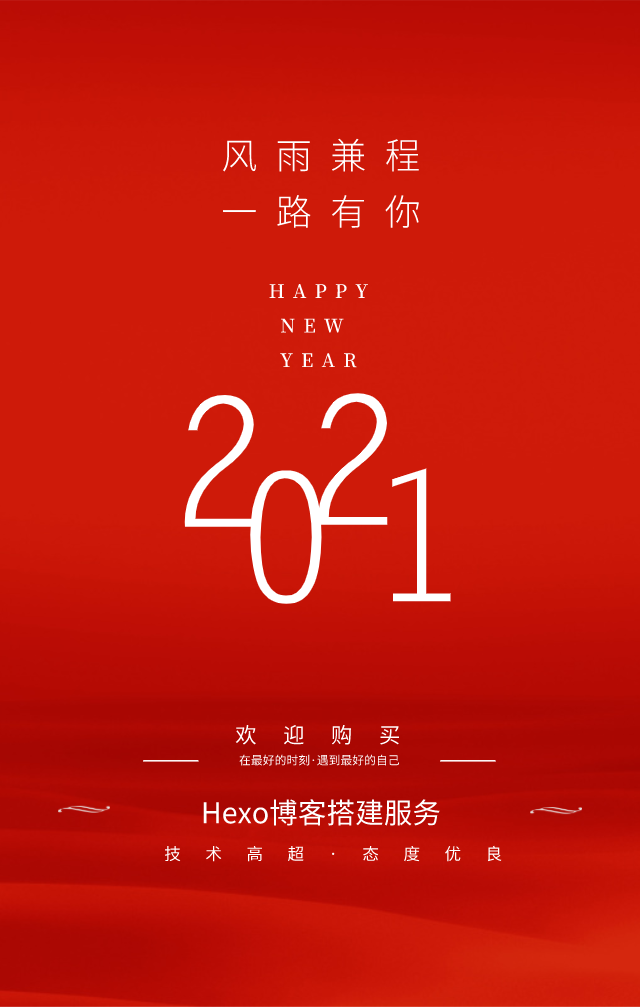 风雨兼程
一路有你
HAPPY
NEW
YEAR
2021
欢迎购买
在最好的时刻·遇到最好的自己
Hexo博客搭建服务
技术高超·态度优良